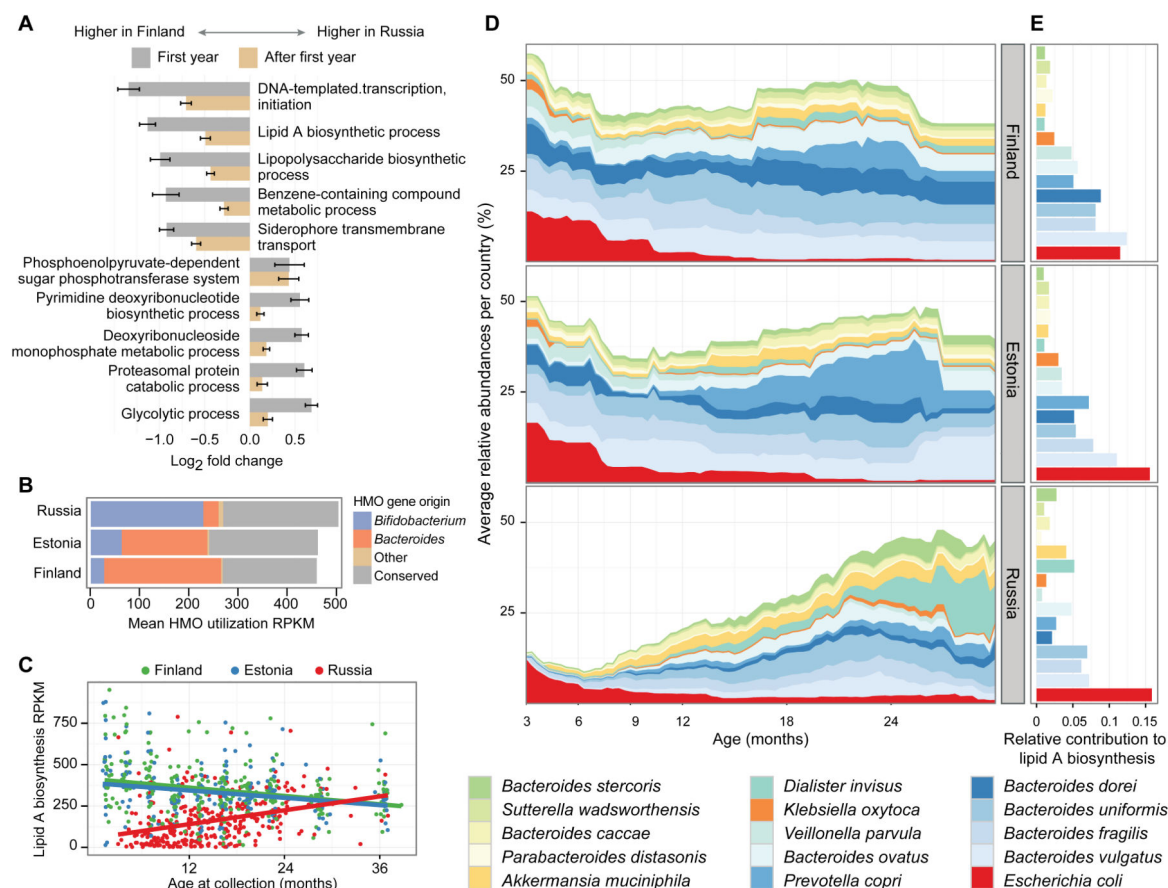 A
Higher in Finland
Higher in Russia
First year
After first year
DNA-templated.transcription,
initiation
Lipid A biosynthetic process
Lipopolysaccharide biosynthetic
process
Benzene-containing compound
metabolic process
Siderophore transmembrane
transport
Phosphoenolpyruvate-dependent
sugar phosphotransferase system
Pyrimidine deoxyribonucleotide
biosynthetic process
Deoxyribonucleoside
monophosphate metabolic process
Proteasomal protein
catabolic process
Glycolytic process
−1.0 −0.5 0.0 0.5
Log2 fold change
B
Russia
Estonia
Finland
0 100 200 300 400 500
Mean HMO utilization RPKM
HMO gene origin
Bifidobacterium
Bacteroides
Other
Conserved
C
Finland Estonia Russia
Lipid A biosynthesis RPKM
750
500
250
0
12 24 36
Age at collection (months)
D
Average relative abundances per country (%)
50
25
Finland
50
25
Estonia
50
25
Russia
3 6 9 12 18 24
Age (months)
E
0 0.05 0.10 0.15
Relative contribution to
lipid A biosynthesis
Bacteroides stercoris
Sutterella wadsworthensis
Bacteroides caccae
Parabacteroides distasonis
Akkermansia muciniphila
Dialister invisus
Klebsiella oxytoca
Veillonella parvula
Bacteroides ovatus
Prevotella copri
Bacteroides dorei
Bacteroides uniformis
Bacteroides fragilis
Bacteroides vulgatus
Escherichia coli